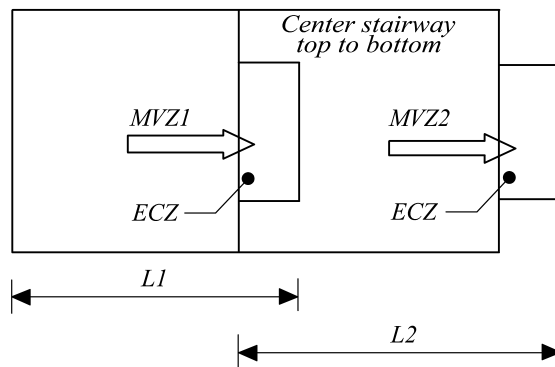 Center stairway
top to bottom
MVZ1
MVZ2
ECZ
ECZ
L1
L2